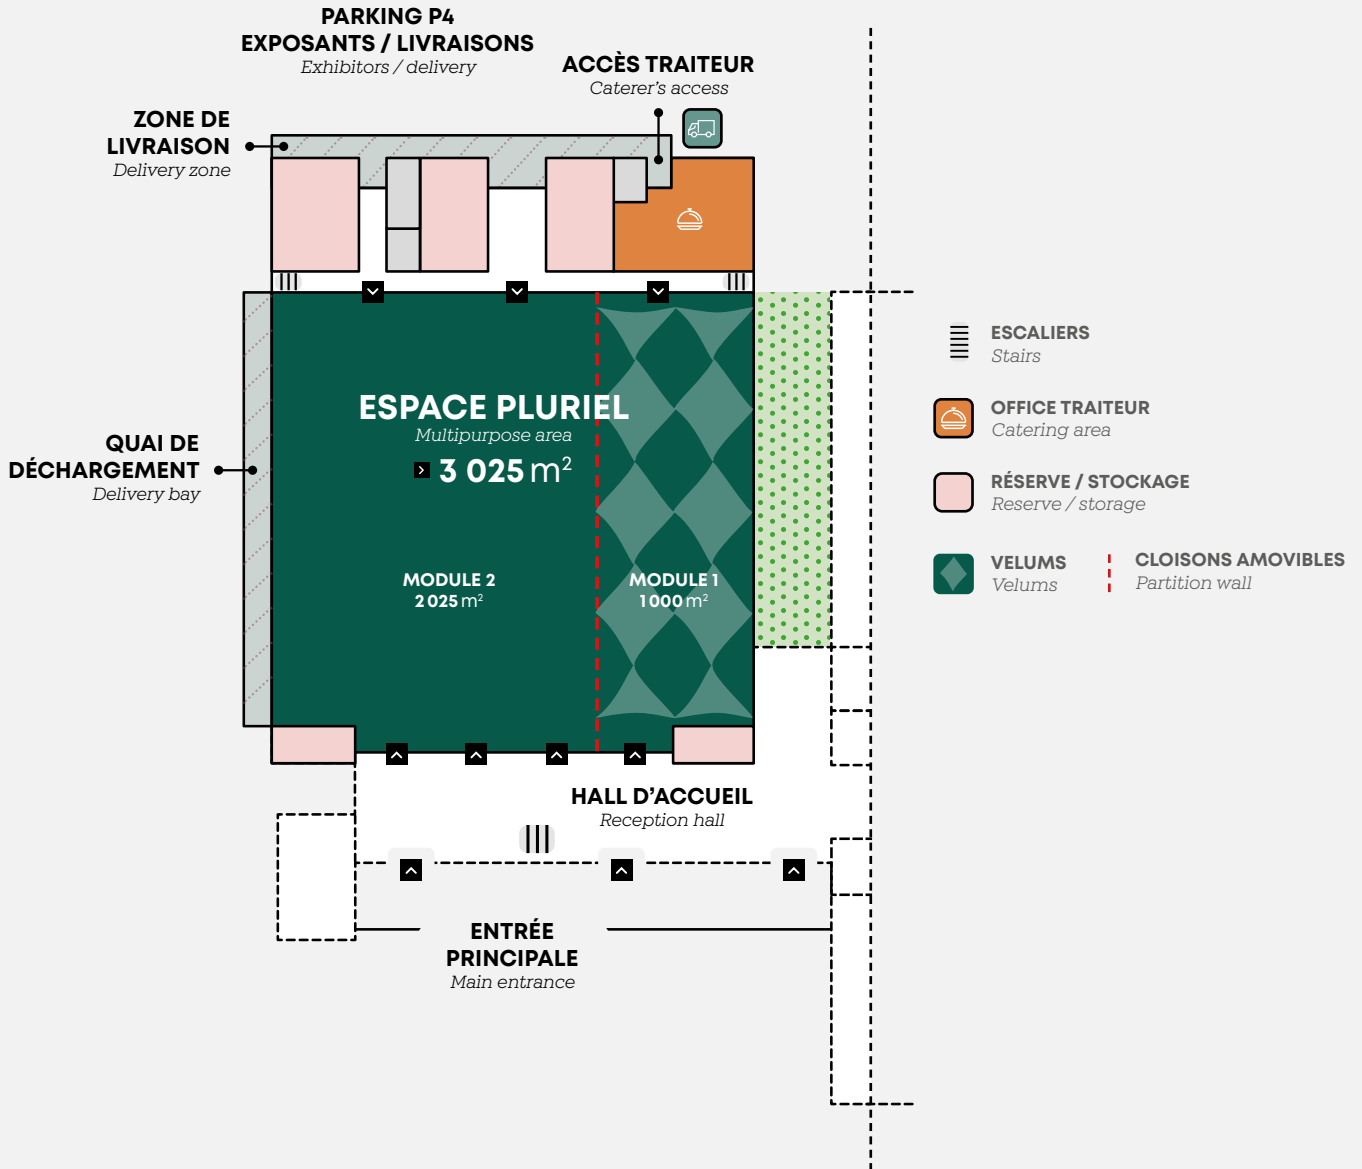 PARKING P4
EXPOSANTS / LIVRAISONS
Exhibitors / delivery
ACCÈS TRAITEUR
Caterer's access
ZONE DE
LIVRAISON
Delivery zone
ESPACE PLURIEL
Multipurpose area
3 025 m²
QUAI DE
DÉCHARGEMENT
Delivery bay
MODULE 2
2 025 m²
MODULE 1
1 000 m²
HALL D'ACCUEIL
Reception hall
ENTRÉE
PRINCIPALE
Main entrance
ESCALIERS
Stairs
OFFICE TRAITEUR
Catering area
RÉSERVE / STOCKAGE
Reserve / storage
VELUMS
Velums
CLOISONS AMOVIBLES
Partition wall